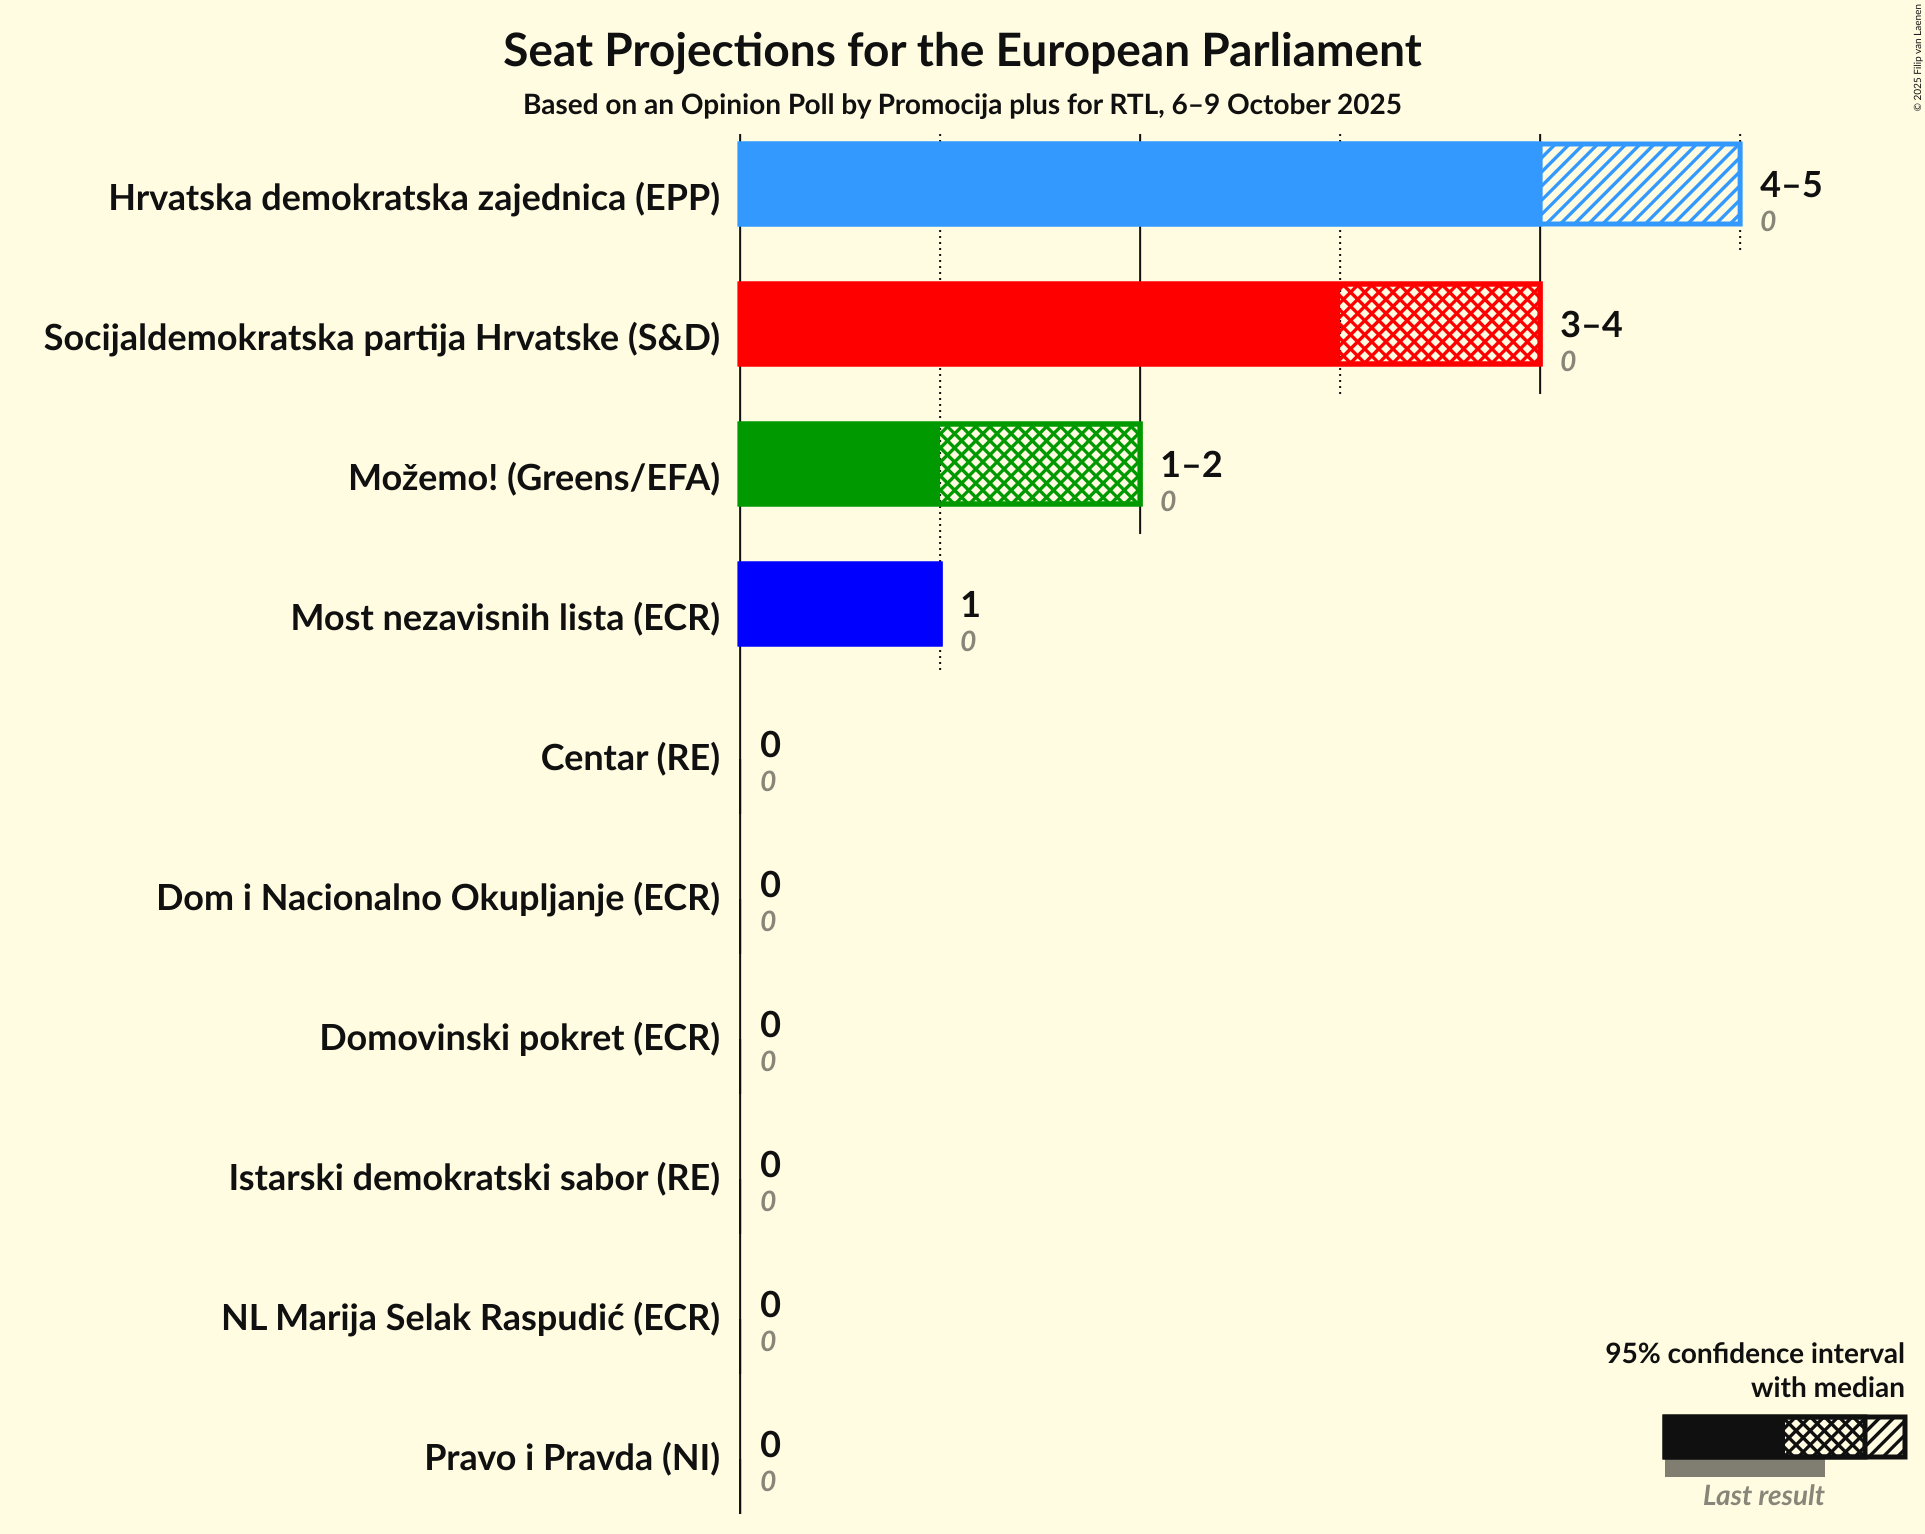 Seat Projections for the European Parliament
Based on an Opinion Poll by Promocija plus for RTL, 6–9 October 2025
© 2025 Filip van Laenen
Hrvatska demokratska zajednica (EPP)
4–5
0
Socijaldemokratska partija Hrvatske (S&D)
3–4
0
Možemo! (Greens/EFA)
1–2
0
Most nezavisnih lista (ECR)
1
0
Centar (RE)
0
0
Dom i Nacionalno Okupljanje (ECR)
0
0
Domovinski pokret (ECR)
0
0
Istarski demokratski sabor (RE)
0
0
NL Marija Selak Raspudić (ECR)
0
0
Pravo i Pravda (NI)
0
0
95% confidence interval
with median
Last result